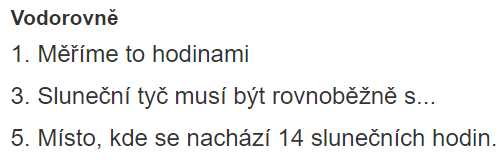 Vodorovně
1. Měříme to hodinami
3. Sluneční tyč musí být rovnoběžně s...
5. Místo, kde se nachází 14 slunečních hodin.